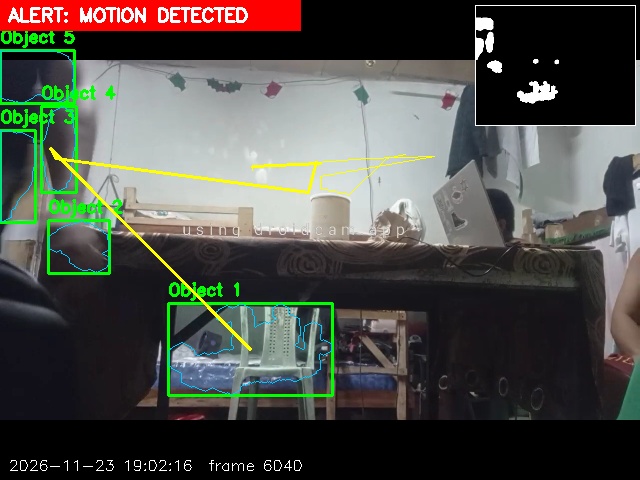 ALERT: MOTION DETECTED
Object 5
Object 4
Object 3
Object 2
using droidcam app
Object 1
2026-11-23 19:02:16 frame 6040